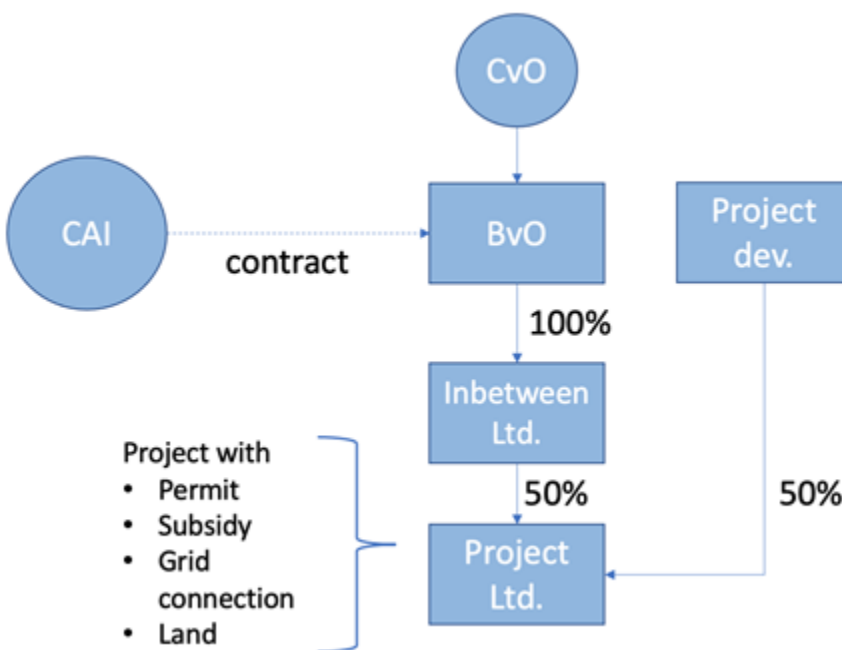 CvO
CAI
contract
BvO
Project
dev.
100%
Inbetween
Ltd.
50%
50%
Project with
• Permit
• Subsidy
• Grid
connection
• Land
Project
Ltd.